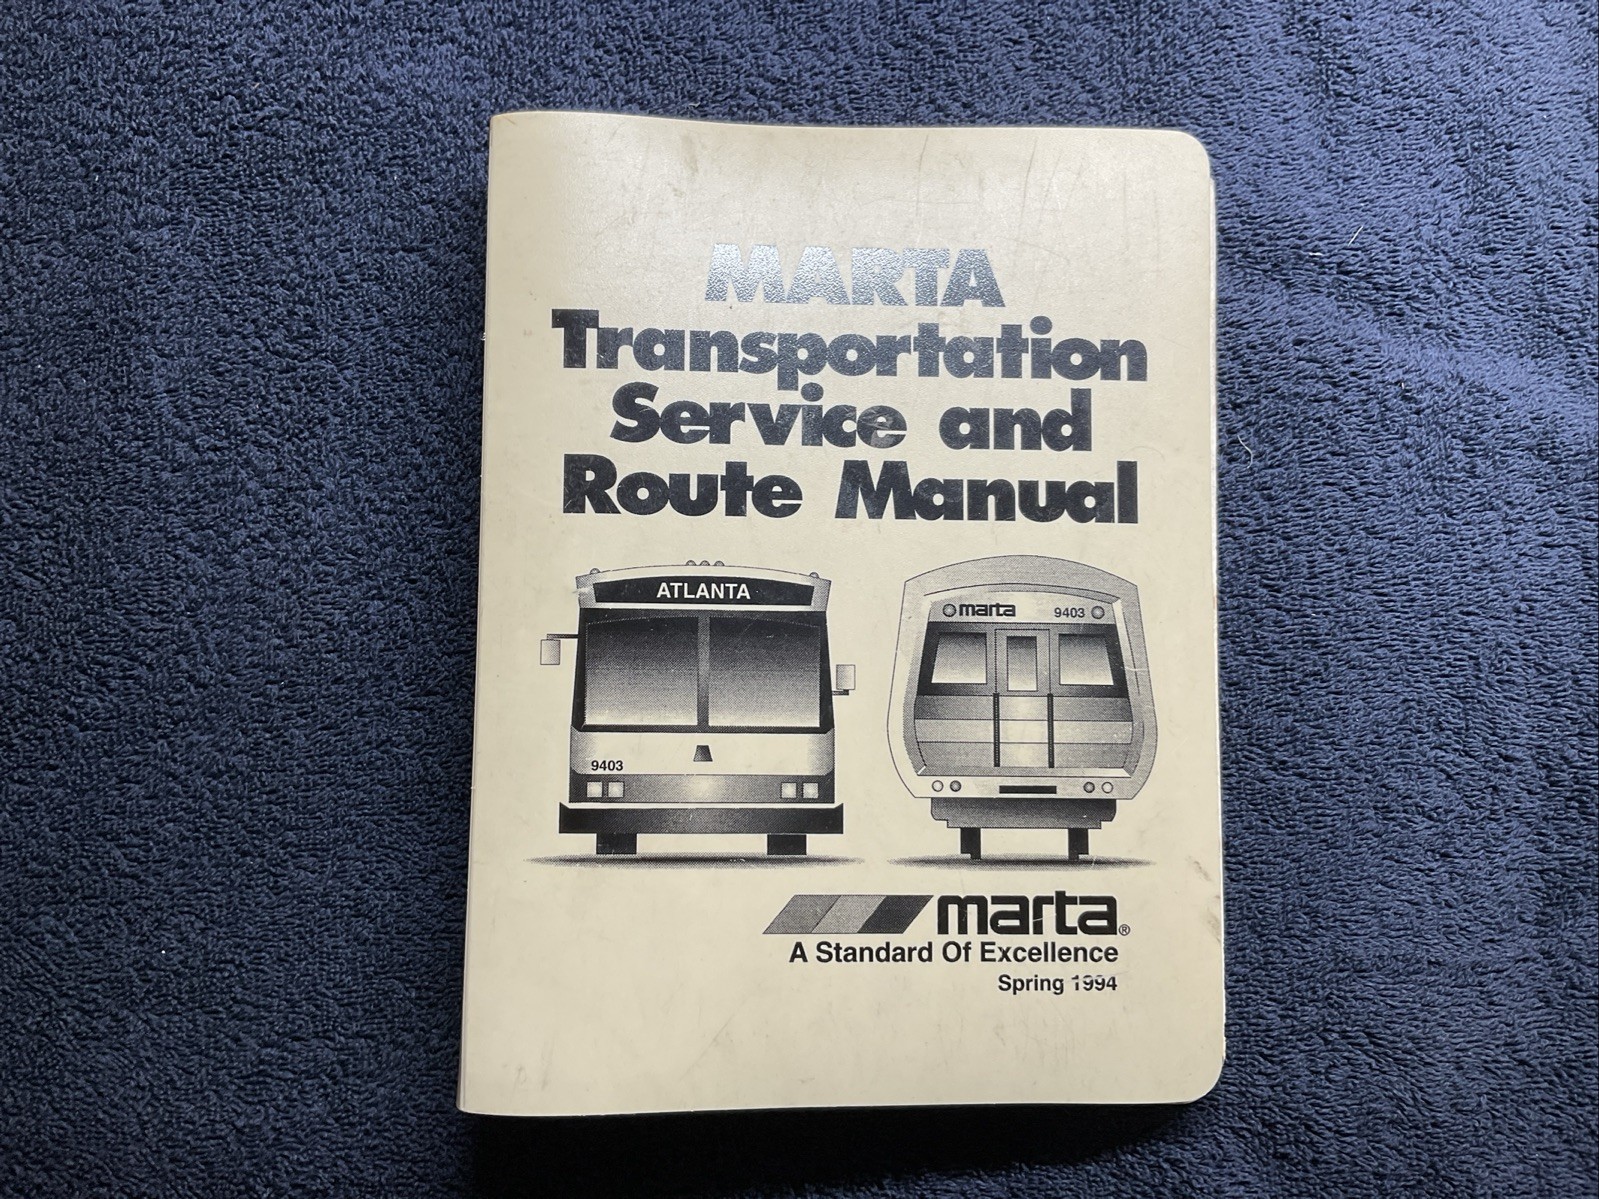 MARTA
Transportation
Service and
Route Manual
ATLANTA
9403
marta 9403
marta®
A Standard Of Excellence
Spring 1994